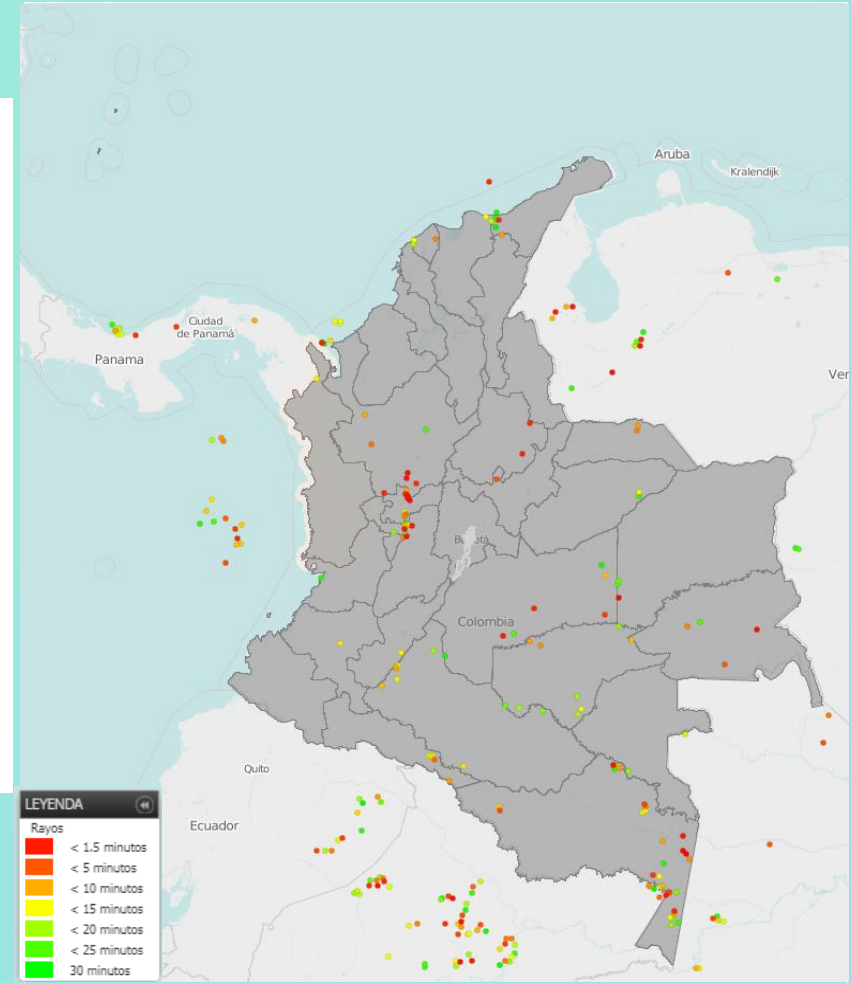 Aruba
Kralendijk
Ciudad
de Panamá
Panama
Ver
Bogotá
Colombia
Quito
Ecuador
LEYENDA
Rayos
< 1.5 minutos
< 5 minutos
< 10 minutos
< 15 minutos
< 20 minutos
< 25 minutos
30 minutos